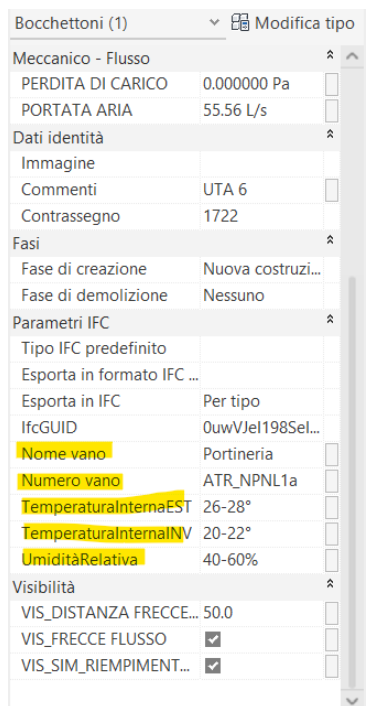 Bocchettoni (1) Modifica tipo
Meccanico - Flusso
PERDITA DI CARICO 0.000000 Pa
PORTATA ARIA 55.56 L/s
Dati identità
Immagine
Commenti UTA 6
Contrassegno 1722
Fasi
Fase di creazione Nuova costruzi...
Fase di demolizione Nessuno
Parametri IFC
Tipo IFC predefinito
Esporta in formato IFC ...
Esporta in IFC Per tipo
IfcGUID 0uwVJeI198SeI...
Nome vano Portineria
Numero vano ATR_NPNL1a
TemperaturaInternaEST 26-28°
TemperaturaInternaINV 20-22°
UmiditàRelativa 40-60%
Visibilità
VIS_DISTANZA FRECCE... 50.0
VIS_FRECCE FLUSSO
VIS_SIM_RIEMPIMENT...